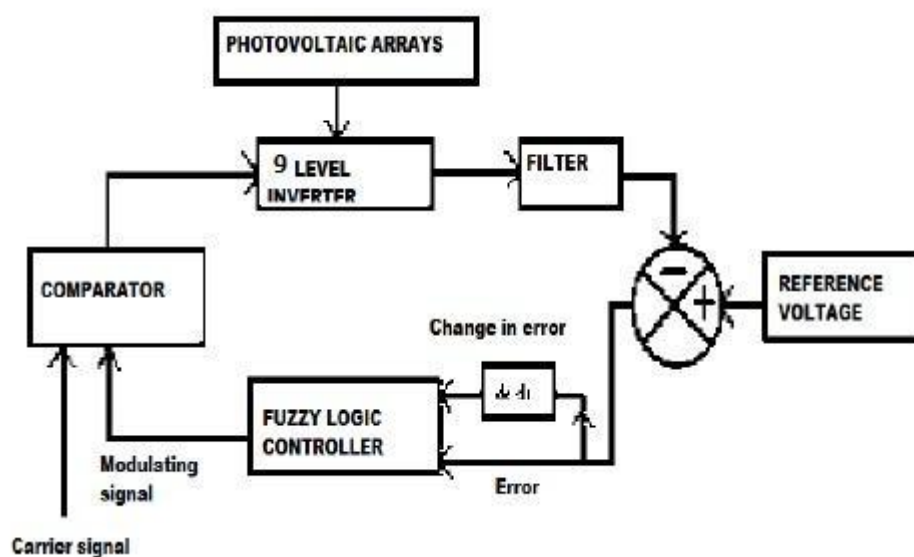 PHOTOVOLTAIC ARRAYS
9 LEVEL
INVERTER
FILTER
COMPARATOR
REFERENCE
VOLTAGE
Change in error
FUZZY LOGIC
CONTROLLER
Modulating
signal
Error
Carrier signal
-
+